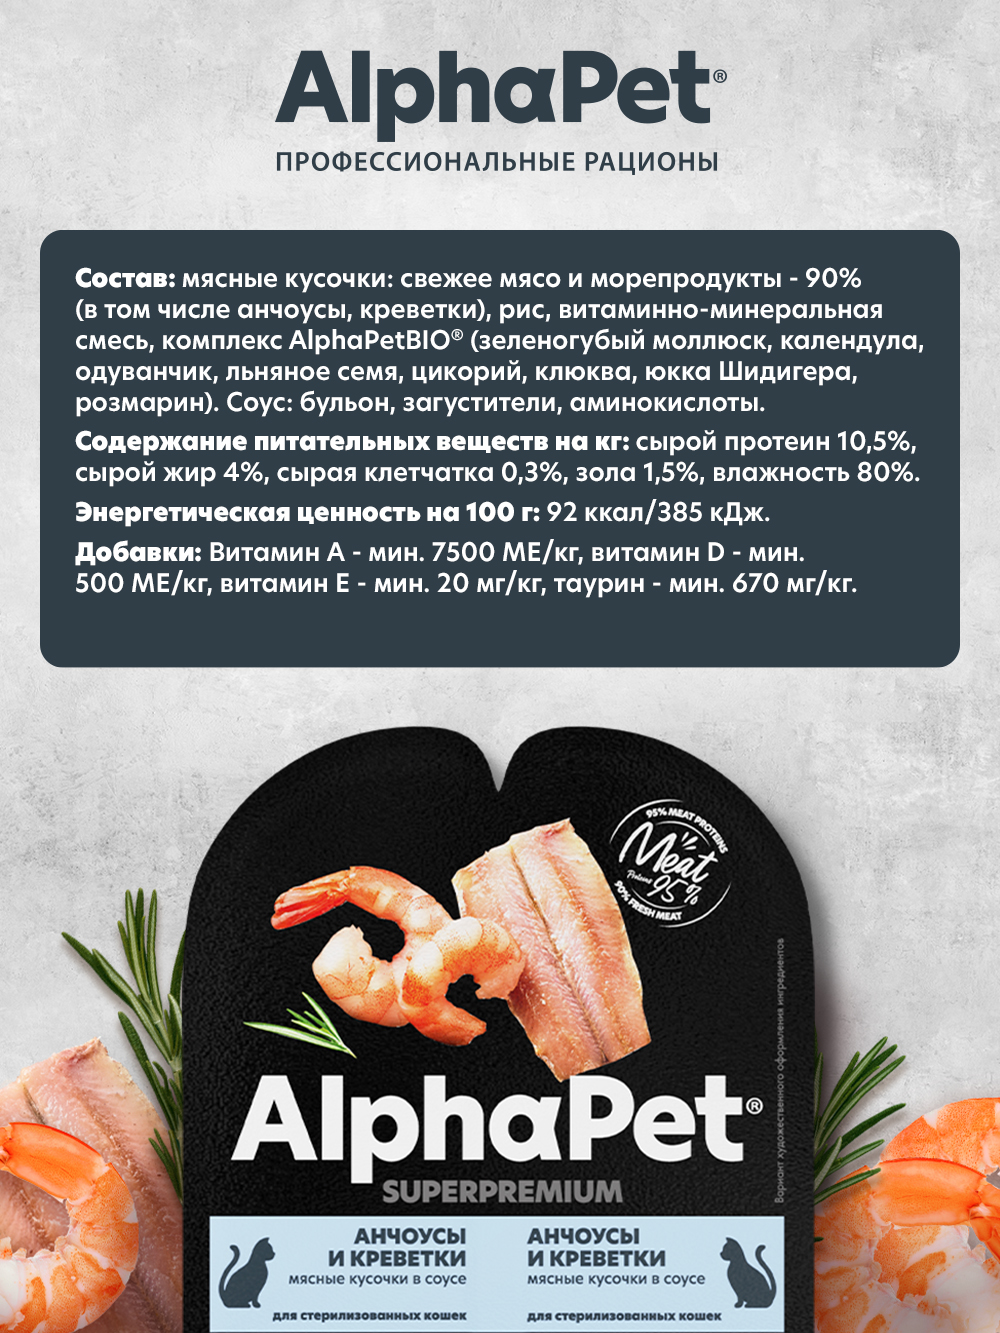 AlphaPet®
ПРОФЕССИОНАЛЬНЫЕ РАЦИОНЫ
Состав: мясные кусочки: свежее мясо и морепродукты - 90%
(в том числе анчоусы, креветки), рис, витаминно-минеральная
смесь, комплекс AlphaPetBIO® (зеленогубый моллюск, календула,
одуванчик, льняное семя, цикорий, клюква, юкка Шидигера,
розмарин). Соус: бульон, загустители, аминокислоты.
Содержание питательных веществ на кг: сырой протеин 10,5%,
сырой жир 4%, сырая клетчатка 0,3%, зола 1,5%, влажность 80%.
Энергетическая ценность на 100 г: 92 ккал/385 кДж.
Добавки: Витамин А - мин. 7500 МЕ/кг, витамин D - мин.
500 МЕ/кг, витамин Е - мин. 20 мг/кг, таурин - мин. 670 мг/кг.
95% MEAT PROTEINS
Meat
Proteins
95%
90% FRESH MEAT
Вариант художественного оформления ингредиентов
AlphaPet®
SUPERPREMIUM
АНЧОУСЫ
И КРЕВЕТКИ
мясные кусочки в соусе
для стерилизованных кошек
АНЧОУСЫ
И КРЕВЕТКИ
мясные кусочки в соусе
для стерилизованных кошек